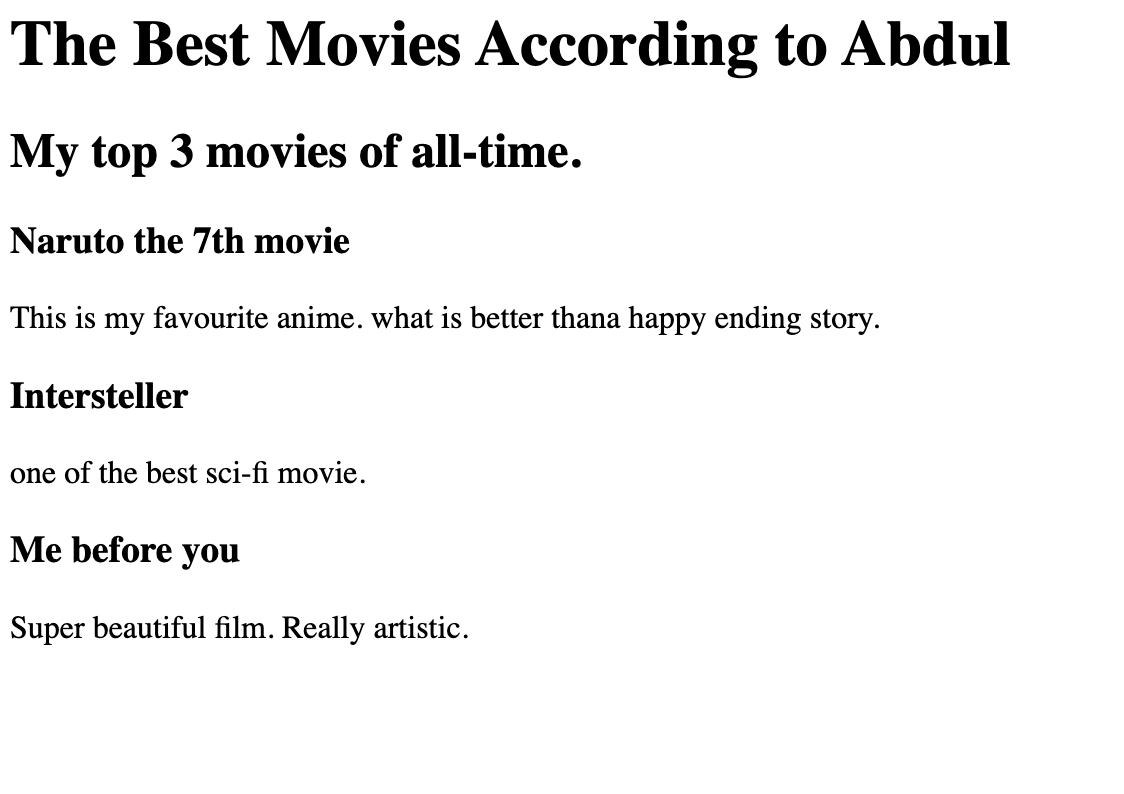 The Best Movies According to Abdul
My top 3 movies of all-time.
Naruto the 7th movie
This is my favourite anime. what is better thana happy ending story.
Intersteller
one of the best sci-fi movie.
Me before you
Super beautiful film. Really artistic.